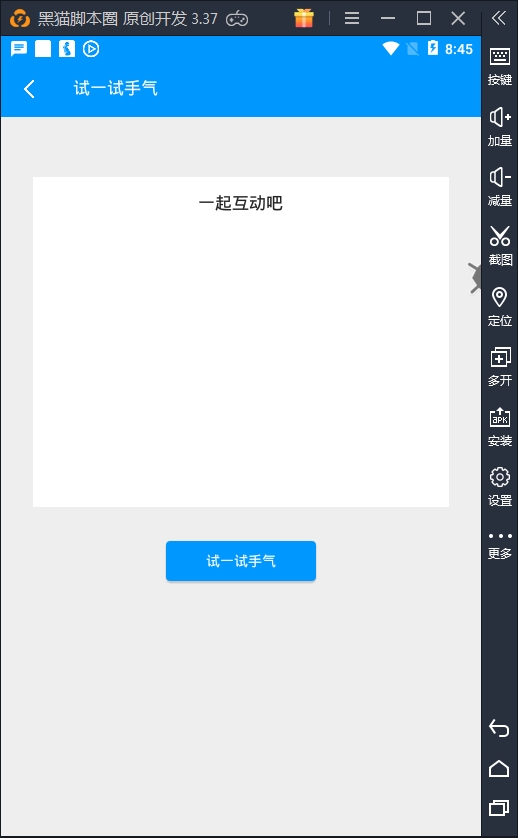 黑猫脚本圈 原创开发 3.37
8:45
试一试手气
一起互动吧
试一试手气
按键
加量
减量
截图
定位
多开
APK
安装
设置
更多